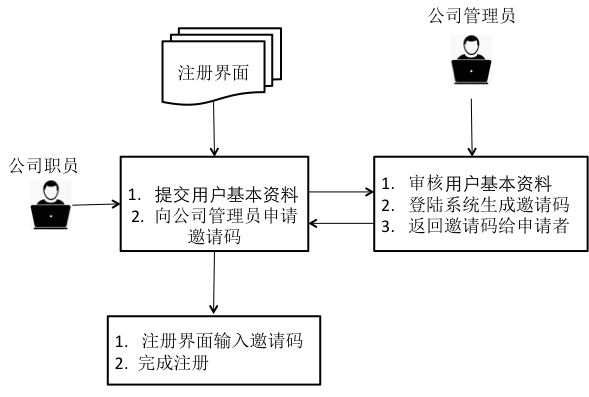 公司管理员
注册界面
公司职员
1. 提交用户基本资料
2. 向公司管理员申请
邀请码
1. 审核用户基本资料
2. 登陆系统生成邀请码
3. 返回邀请码给申请者
1. 注册界面输入邀请码
2. 完成注册